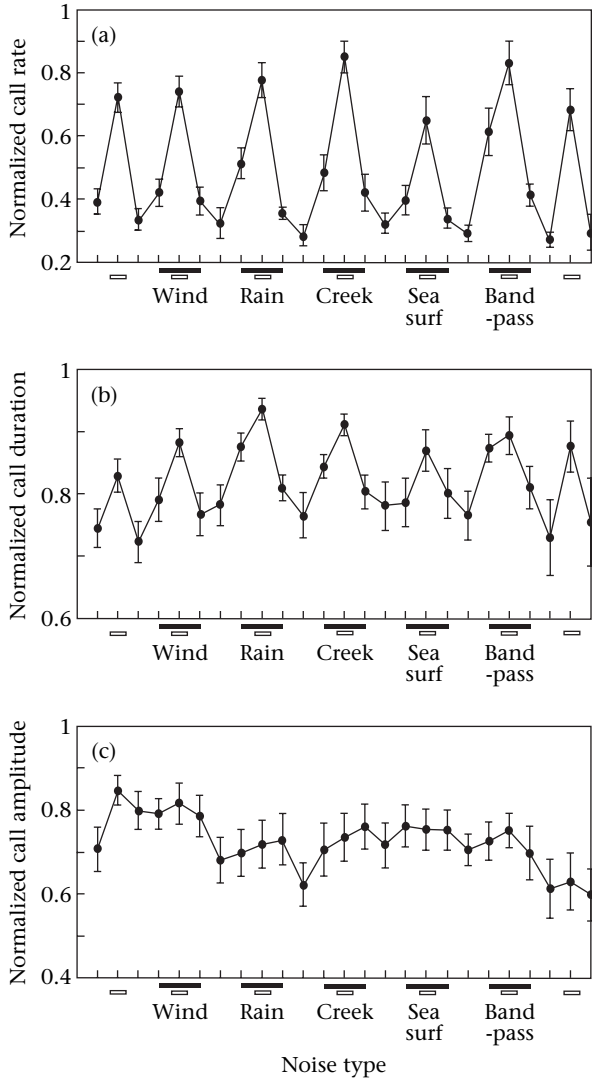 (a)
Normalized call rate
1
0.8
0.6
0.4
0.2
Wind Rain Creek Sea Band
surf -pass
(b)
Normalized call duration
1
0.8
0.6
Wind Rain Creek Sea Band
surf -pass
(c)
Normalized call amplitude
1
0.8
0.6
0.4
Wind Rain Creek Sea Band
surf -pass
Noise type